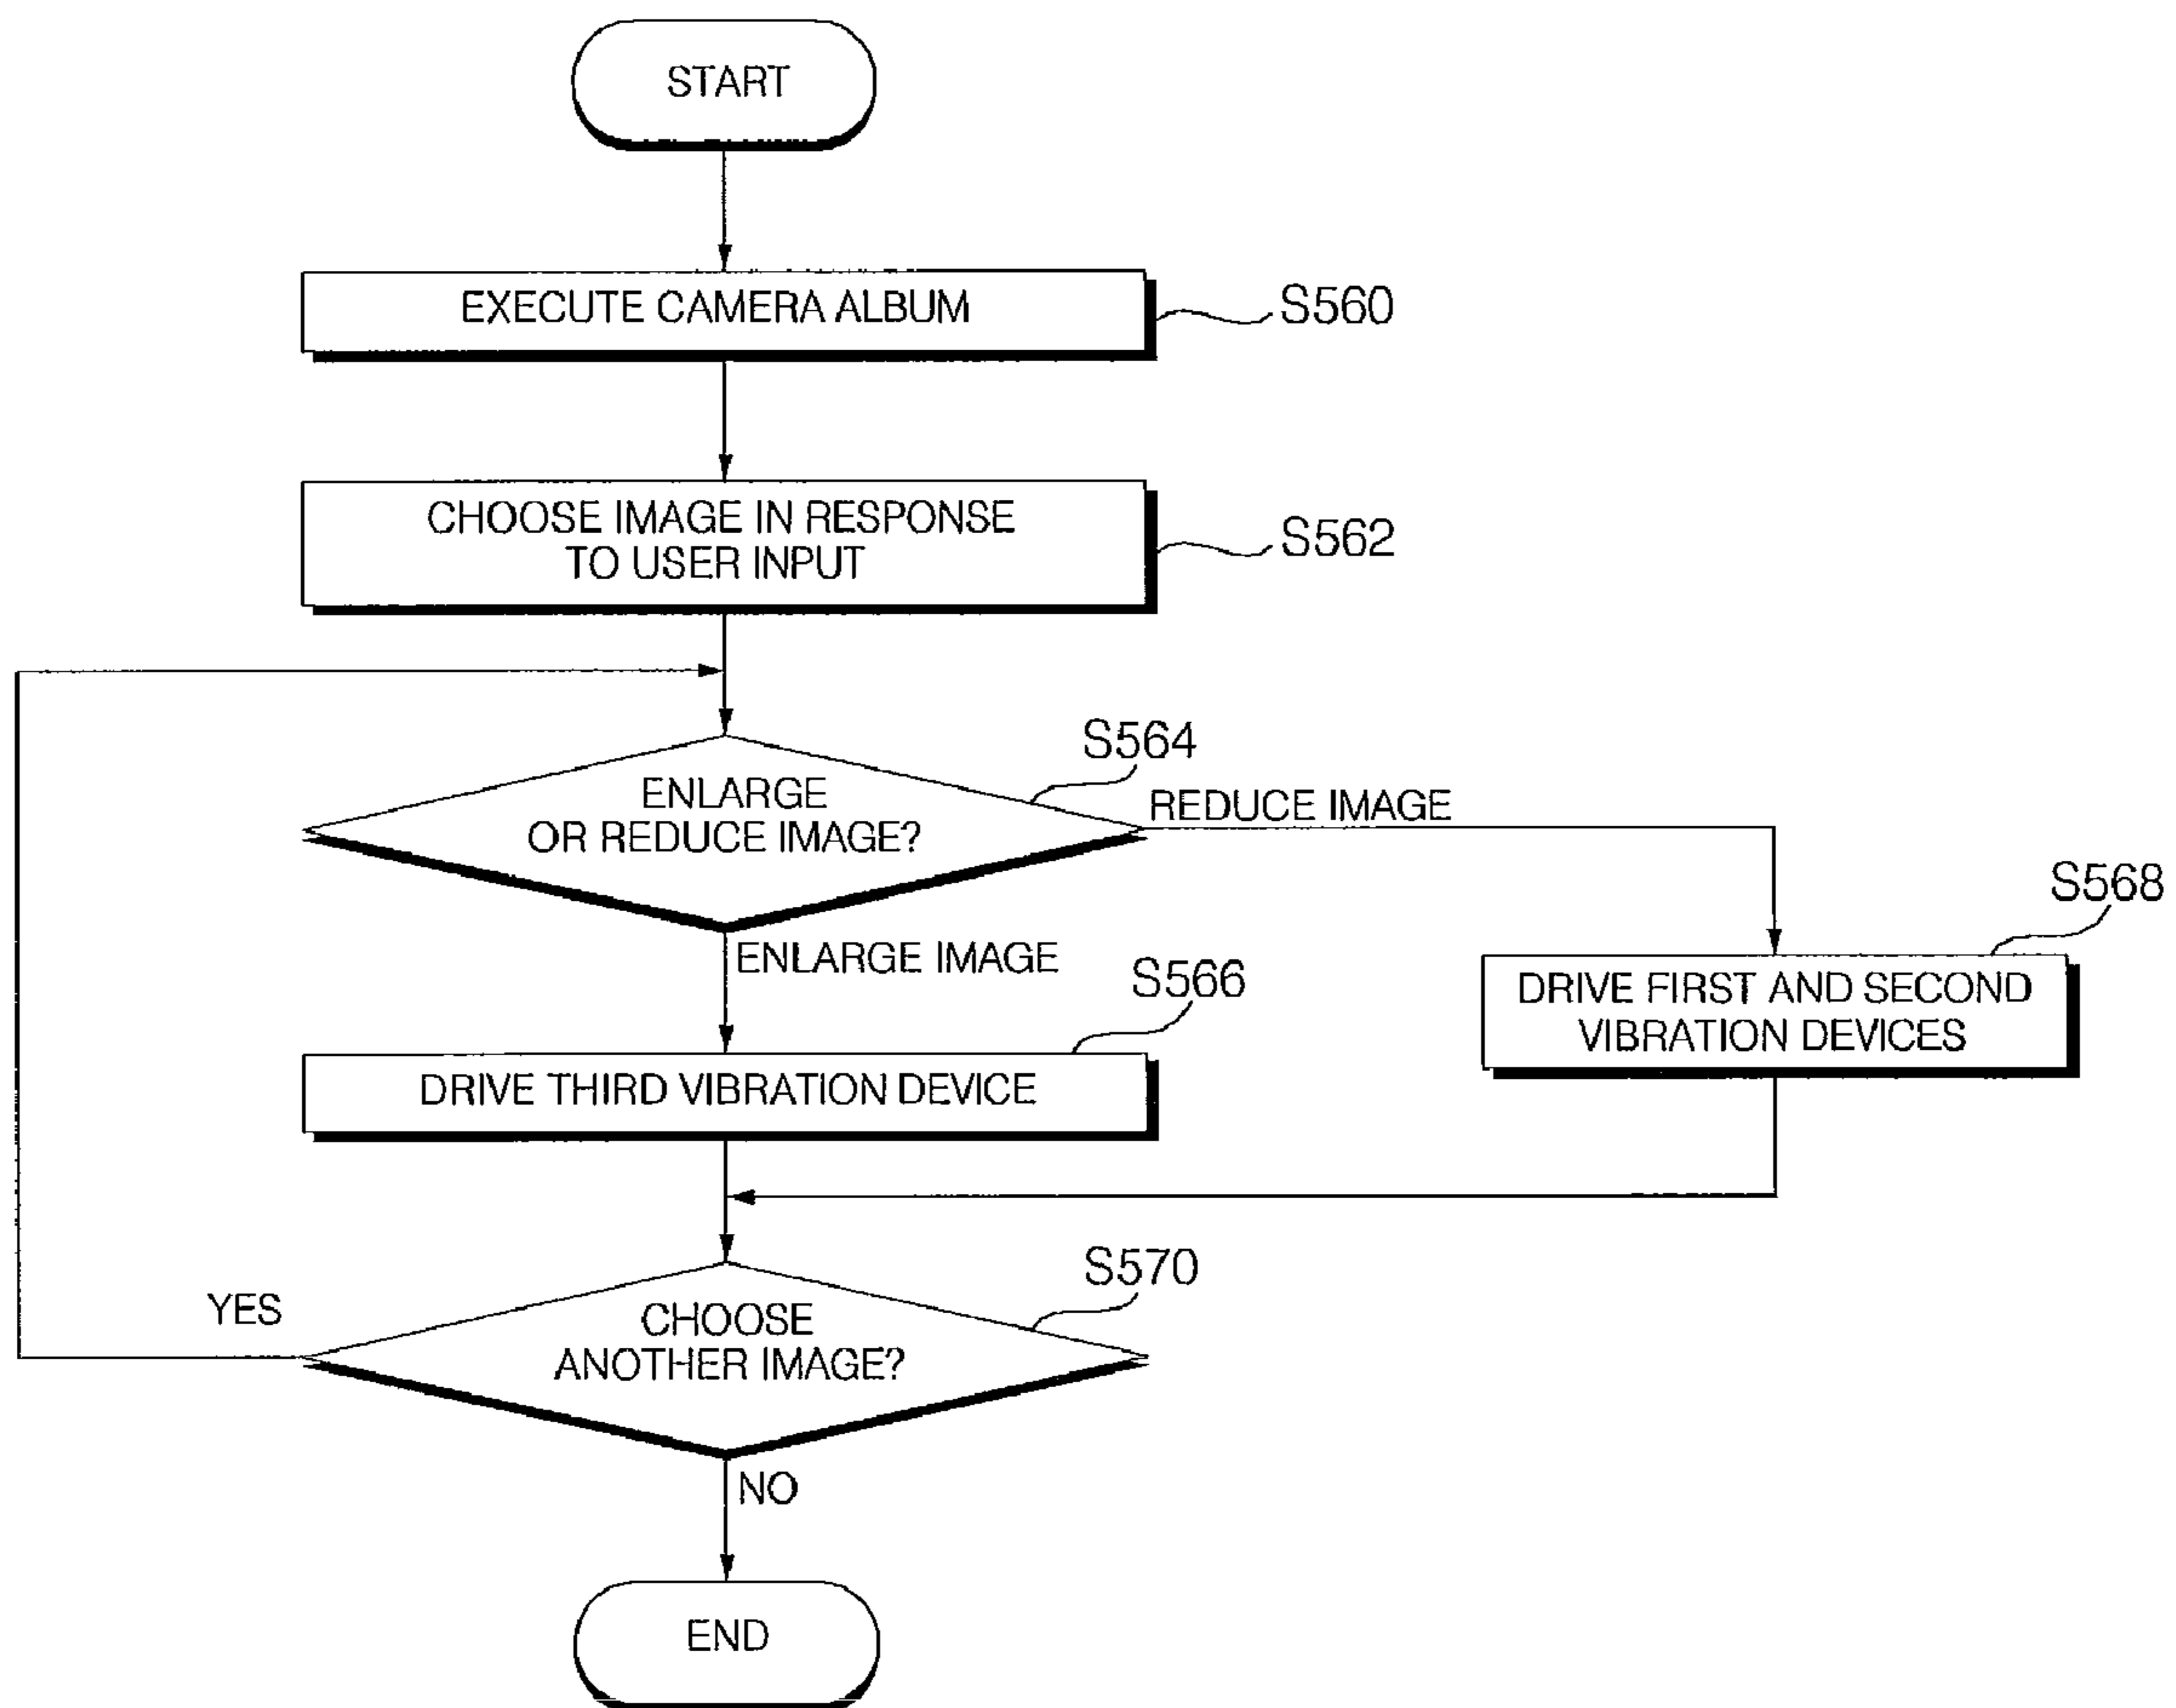 START
EXECUTE CAMERA ALBUM
S560
CHOOSE IMAGE IN RESPONSE
TO USER INPUT
S562
S564
ENLARGE
OR REDUCE IMAGE?
REDUCE IMAGE
S568
DRIVE FIRST AND SECOND
VIBRATION DEVICES
ENLARGE IMAGE
S566
DRIVE THIRD VIBRATION DEVICE
S570
CHOOSE
ANOTHER IMAGE?
YES
NO
END